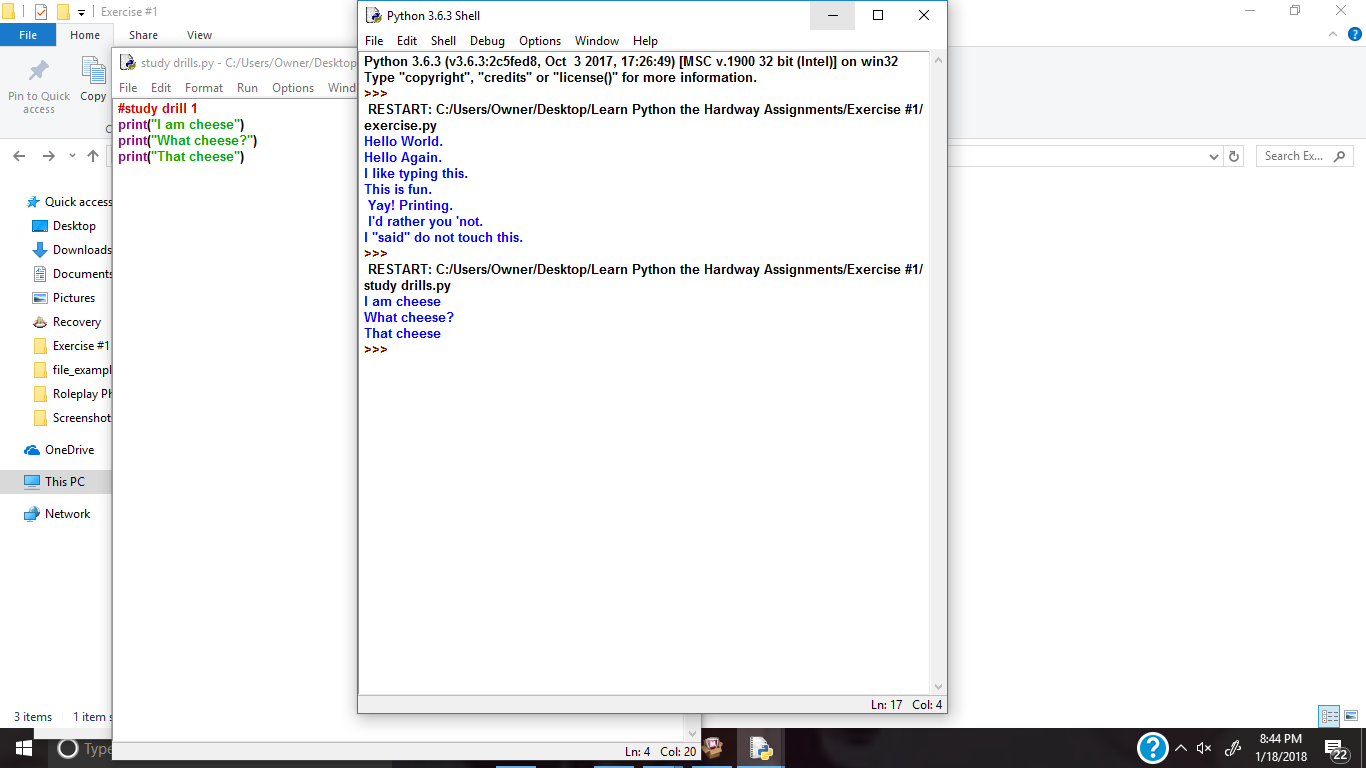 Exercise #1
File Home Share View
Pin to Quick access
Copy
Search Ex...
Quick access
Desktop
Downloads
Documents
Pictures
Recovery
Exercise #1
file_exampl
Roleplay
Screenshot
OneDrive
This PC
Network
3 items 1 item
study drills.py - C:/Users/Owner/Desktop
File Edit Format Run Options Wind
#study drill 1
print("I am cheese")
print("What cheese?")
print("That cheese")
Ln: 4 Col: 20
Python 3.6.3 Shell
File Edit Shell Debug Options Window Help
Python 3.6.3 (v3.6.3:2c5fed8, Oct 3 2017, 17:26:49) [MSC v.1900 32 bit (Intel)] on win32
Type "copyright", "credits" or "license()" for more information.
>>>
RESTART: C:/Users/Owner/Desktop/Learn Python the Hardway Assignments/Exercise #1/
exercise.py
Hello World.
Hello Again.
I like typing this.
This is fun.
Yay! Printing.
I'd rather you 'not.
I "said" do not touch this.
>>>
RESTART: C:/Users/Owner/Desktop/Learn Python the Hardway Assignments/Exercise #1/
study drills.py
I am cheese
What cheese?
That cheese
>>>
Ln: 17 Col: 4
Type
8:44 PM
1/18/2018
22